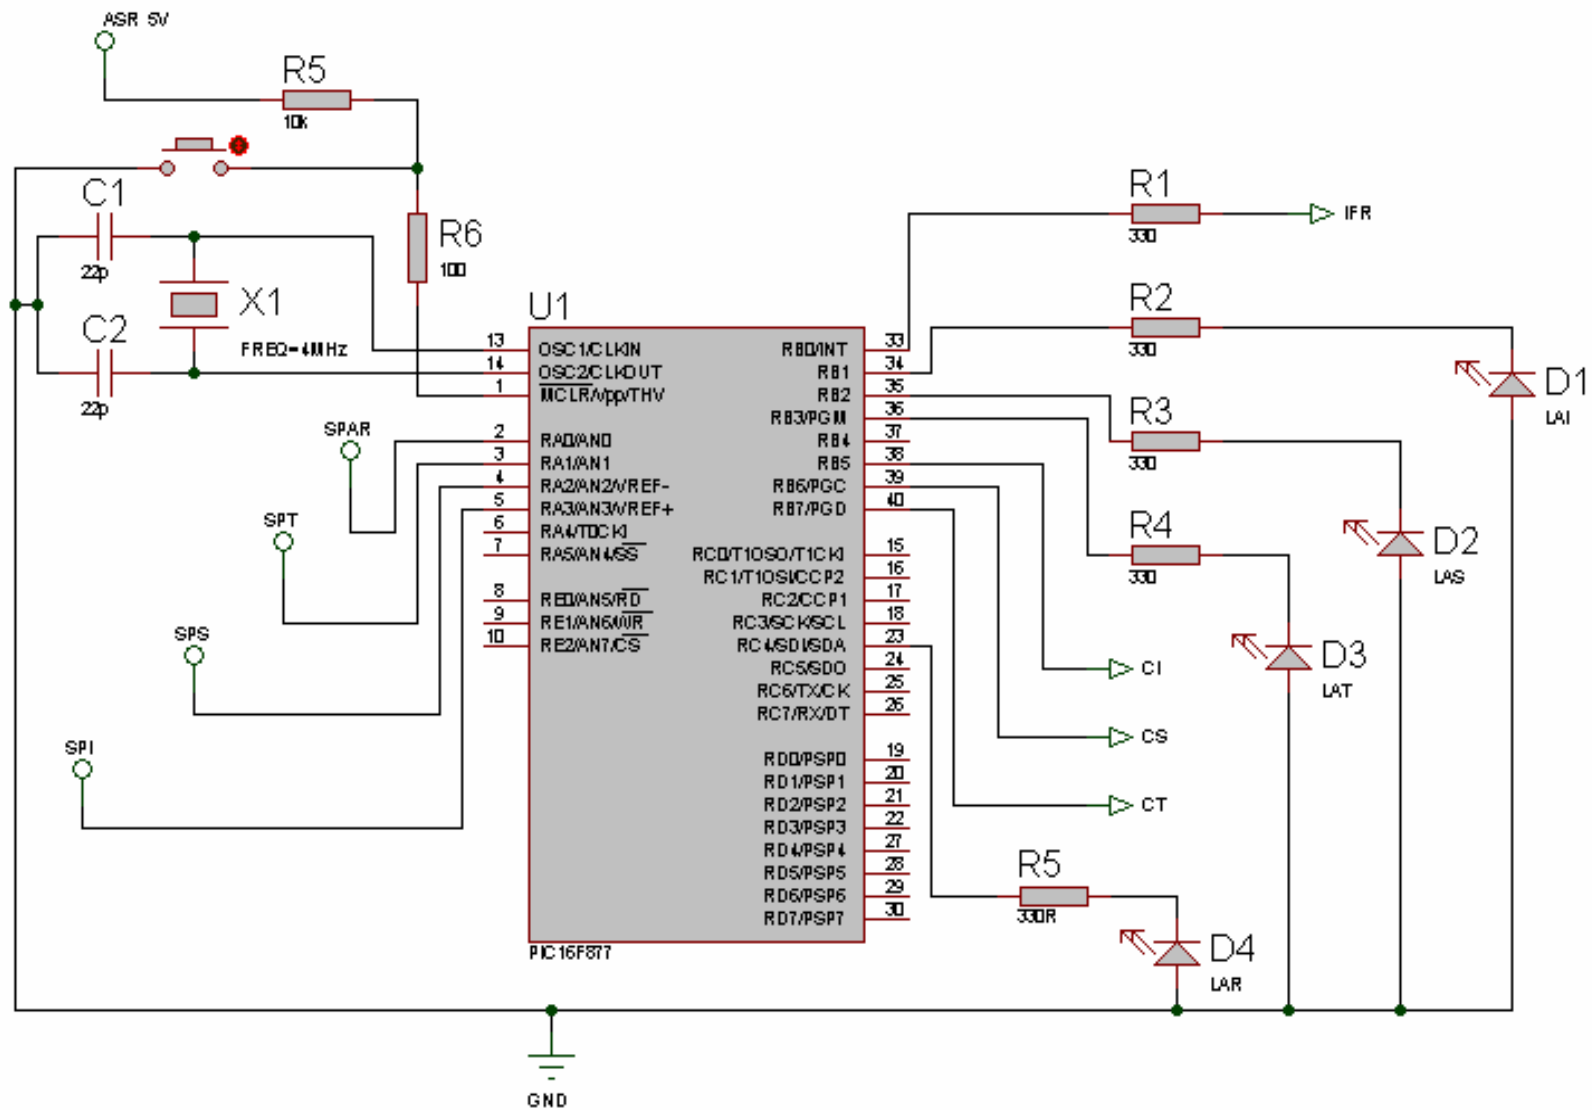 ASR 5V
R5
10k
C1
22p
R6
100
X1
FREQ=4MHz
C2
22p
R1
330
IFR
R2
330
D1
LAI
R3
330
D2
LAS
R4
330
D3
LAT
U1
13 OSC1/CLKIN
14 OSC2/CLKOUT
1 MCLR/Vpp/THV
2 RA0/AN0
3 RA1/AN1
4 RA2/AN2/VREF-
5 RA3/AN3/VREF+
6 RA4/T0CKI
7 RA5/AN4/SS
8 RE0/AN5/RD
9 RE1/AN6/WR
10 RE2/AN7/CS
RB0/INT 33
RB1 34
RB2 35
RB3/PGM 36
RB4 37
RB5 38
RB6/PGC 39
RB7/PGD 40
RC0/T1OSO/T1CKI 15
RC1/T1OSI/CCP2 16
RC2/CCP1 17
RC3/SCK/SCL 18
RC4/SDI/SDA 23
RC5/SDO 24
RC6/TX/CK 25
RC7/RX/DT 26
RD0/PSP0 19
RD1/PSP1 20
RD2/PSP2 21
RD3/PSP3 22
RD4/PSP4 27
RD5/PSP5 28
RD6/PSP6 29
RD7/PSP7 30
PIC16F877
SPAR
SPT
SPS
SPI
CI
CS
CT
R5
330R
D4
LAR
GND